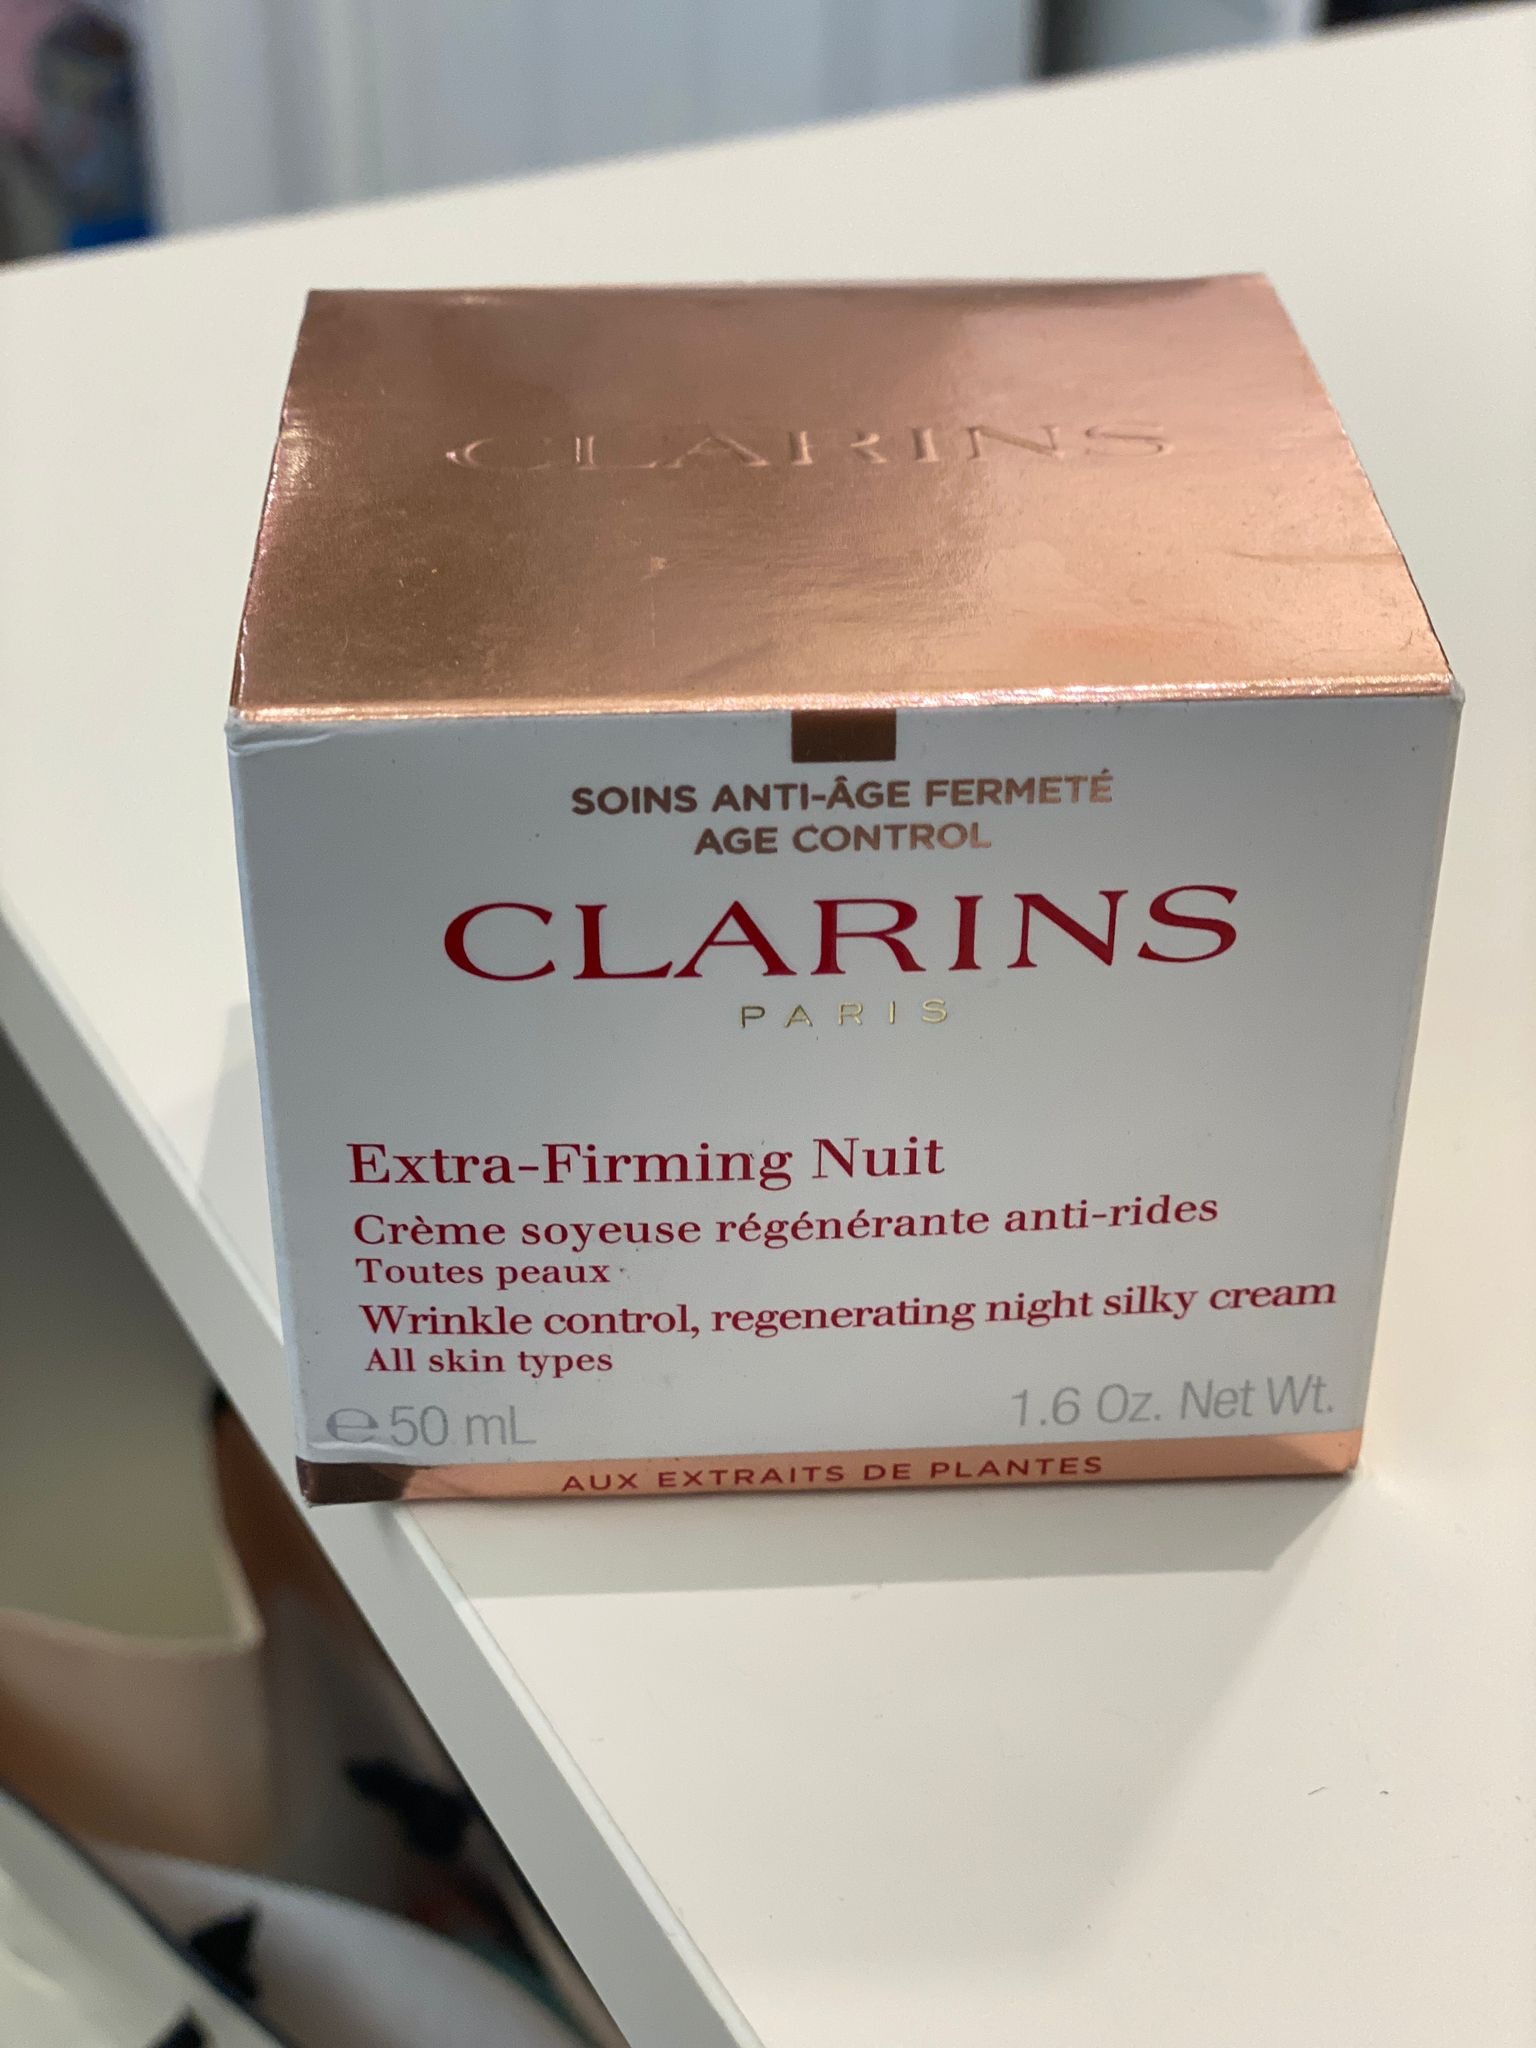 CLARINS
SOINS ANTI-ÂGE FERMETÉ
AGE CONTROL
CLARINS
PARIS
Extra-Firming Nuit
Crème soyeuse régénérante anti-rides
Toutes peaux
Wrinkle control, regenerating night silky cream
All skin types
℮ 50 mL
1.6 Oz. Net Wt.
AUX EXTRAITS DE PLANTES